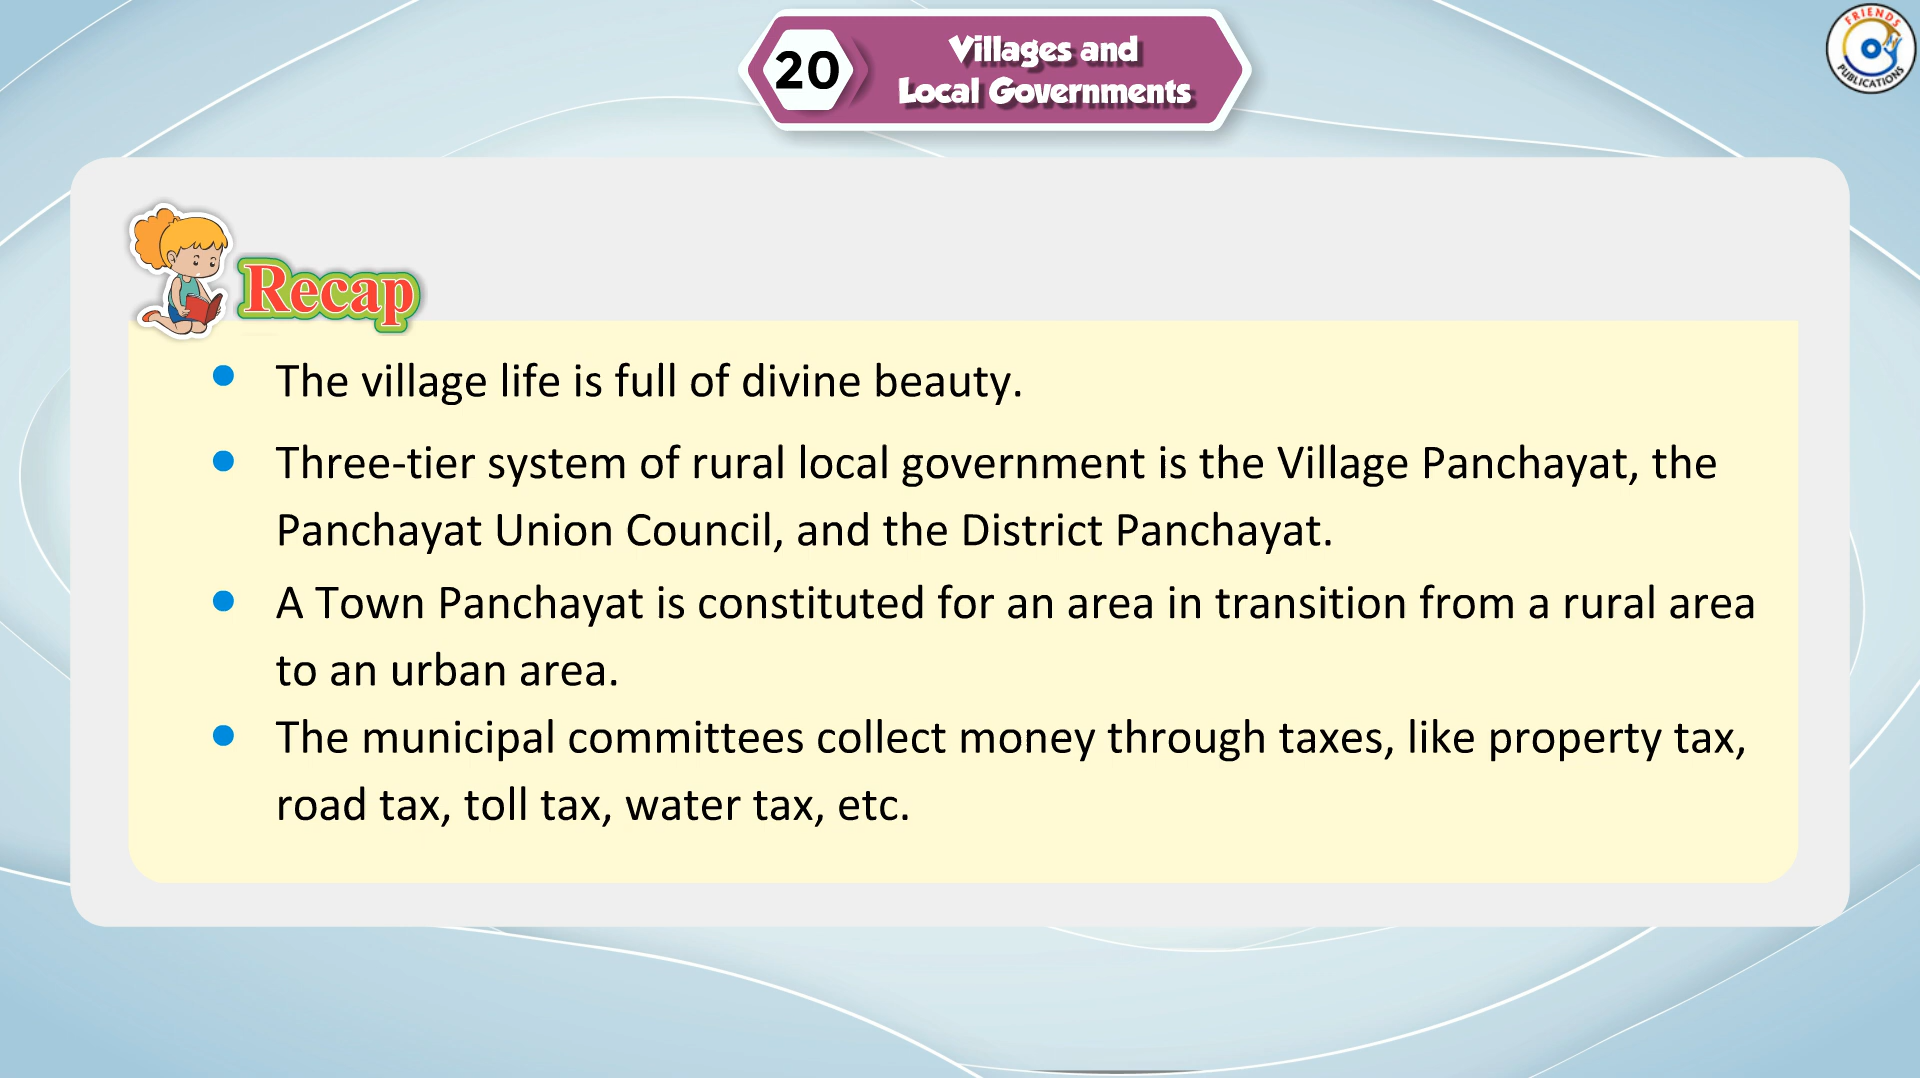 20
Villages and
Local Governments
FRIENDS
PUBLICATIONS
Recap
• The village life is full of divine beauty.
• Three-tier system of rural local government is the Village Panchayat, the
Panchayat Union Council, and the District Panchayat.
• A Town Panchayat is constituted for an area in transition from a rural area
to an urban area.
• The municipal committees collect money through taxes, like property tax,
road tax, toll tax, water tax, etc.